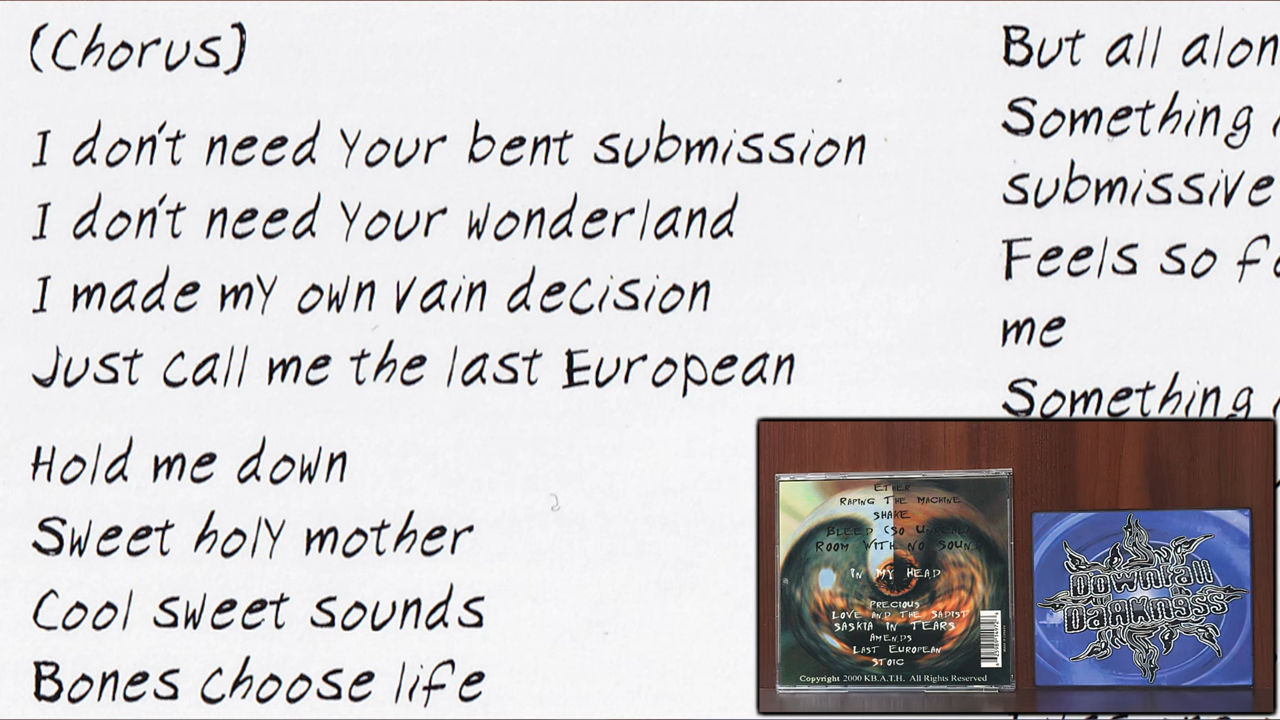 (Chorus)
I don't need your bent submission
I don't need your wonderland
I made my own vain decision
Just call me the last European
Hold me down
Sweet holy mother
Cool sweet sounds
Bones choose life
But all
Something
submissive
Feels so
me
Something
ETHER
RAPING THE MACHINE
SHAKE
BLEED (SO
ROOM WITH NO SOUND
IN MY HEAD
PRECIOUS
LOVE AND THE SADIST
SASKIA IN TEARS
AMENDS
LAST EUROPEAN
STOIC
Copyright 2000 KB.A.T.H. All Rights Reserved
Downfall
Darkness